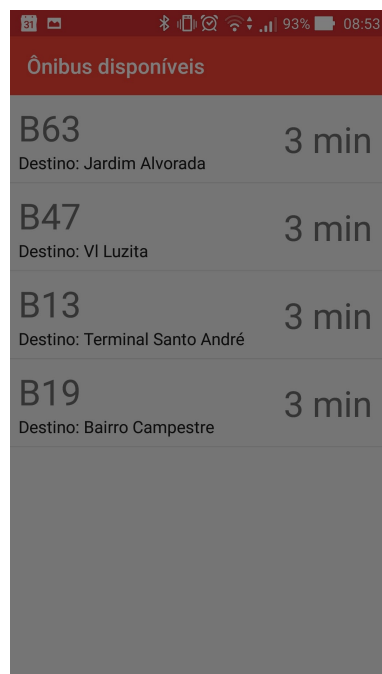 31 93% 08:53
Ônibus disponíveis
B63 3 min
Destino: Jardim Alvorada
B47 3 min
Destino: Vl Luzita
B13 3 min
Destino: Terminal Santo André
B19 3 min
Destino: Bairro Campestre